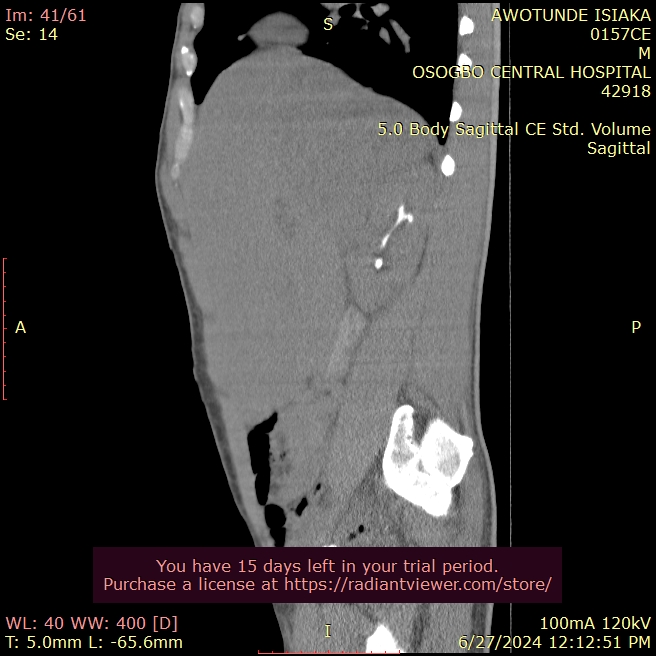 Im: 41/61
Se: 14
S
AWOTUNDE ISIAKA
0157CE
M
OSOGBO CENTRAL HOSPITAL
42918
5.0 Body Sagittal CE Std. Volume
Sagittal
A
P
You have 15 days left in your trial period.
Purchase a license at https://radiantviewer.com/store/
WL: 40 WW: 400 [D]
T: 5.0mm L: -65.6mm
I
100mA 120kV
6/27/2024 12:12:51 PM